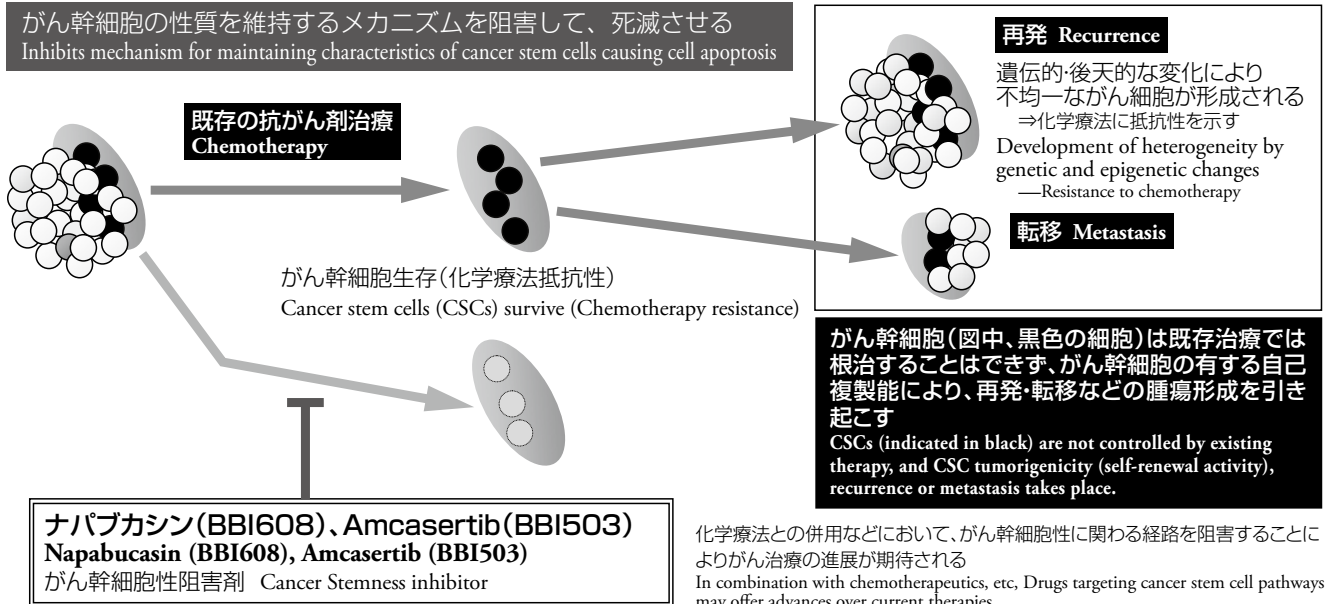 がん幹細胞の性質を維持するメカニズムを阻害して、死滅させる
Inhibits mechanism for maintaining characteristics of cancer stem cells causing cell apoptosis
既存の抗がん剤治療
Chemotherapy
がん幹細胞生存（化学療法抵抗性）
Cancer stem cells (CSCs) survive (Chemotherapy resistance)
再発 Recurrence
遺伝的・後天的な変化により
不均一ながん細胞が形成される
⇒化学療法に抵抗性を示す
Development of heterogeneity by
genetic and epigenetic changes
—Resistance to chemotherapy
転移 Metastasis
がん幹細胞（図中、黒色の細胞）は既存治療では
根治することはできず、がん幹細胞の有する自己
複製能により、再発・転移などの腫瘍形成を引き
起こす
CSCs (indicated in black) are not controlled by existing
therapy, and CSC tumorigenicity (self-renewal activity),
recurrence or metastasis takes place.
ナパブカシン（BBI608）、Amcasertib（BBI503）
Napabucasin (BBI608), Amcasertib (BBI503)
がん幹細胞性阻害剤 Cancer Stemness inhibitor
化学療法との併用などにおいて、がん幹細胞性に関わる経路を阻害することに
よりがん治療の進展が期待される
In combination with chemotherapeutics, etc, Drugs targeting cancer stem cell pathways
may offer advances over current therapies